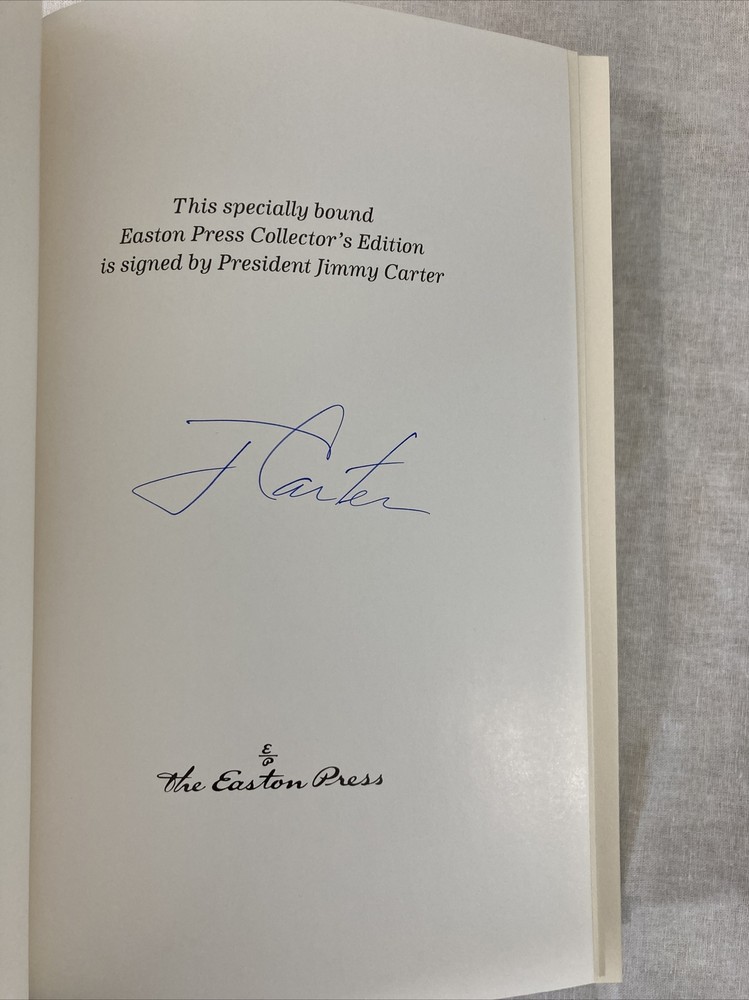 This specially bound
Easton Press Collector's Edition
is signed by President Jimmy Carter
J Carter
E
P
the Easton Press